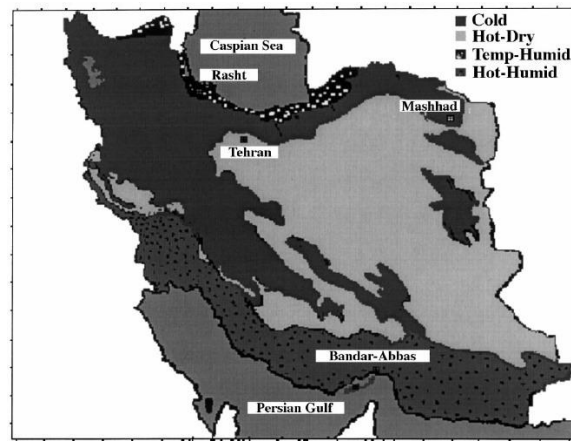 Caspian Sea
Rasht
Cold
Hot-Dry
Temp-Humid
Hot-Humid
Mashhad
Tehran
Bandar-Abbas
Persian Gulf